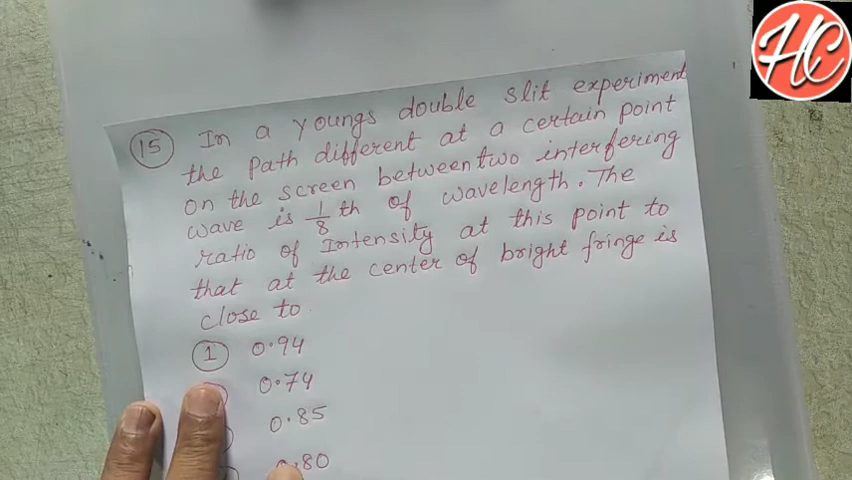 HC
15 In a youngs double slit experiment
the path different at a certain point
on the screen between two interfering
wave is 1/8 th of wavelength. The
ratio of Intensity at this point to
that at the center of bright fringe is
close to.
1 0.94
0.74
0.85
0.80